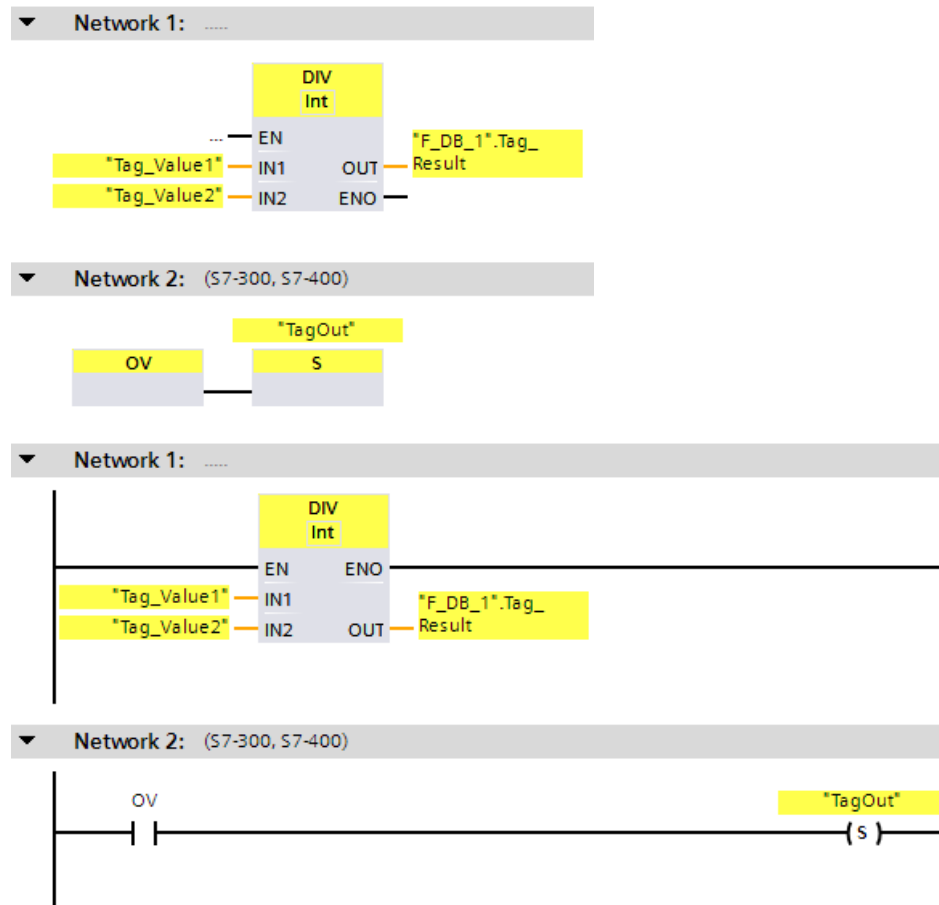 Network 1: .....
DIV
Int
... EN
"Tag_Value1" IN1 OUT "F_DB_1".Tag_
Result
"Tag_Value2" IN2 ENO
Network 2: (S7-300, S7-400)
"TagOut"
OV S
Network 1: .....
DIV
Int
EN ENO
"Tag_Value1" IN1
"Tag_Value2" IN2 OUT "F_DB_1".Tag_
Result
Network 2: (S7-300, S7-400)
OV "TagOut"
S